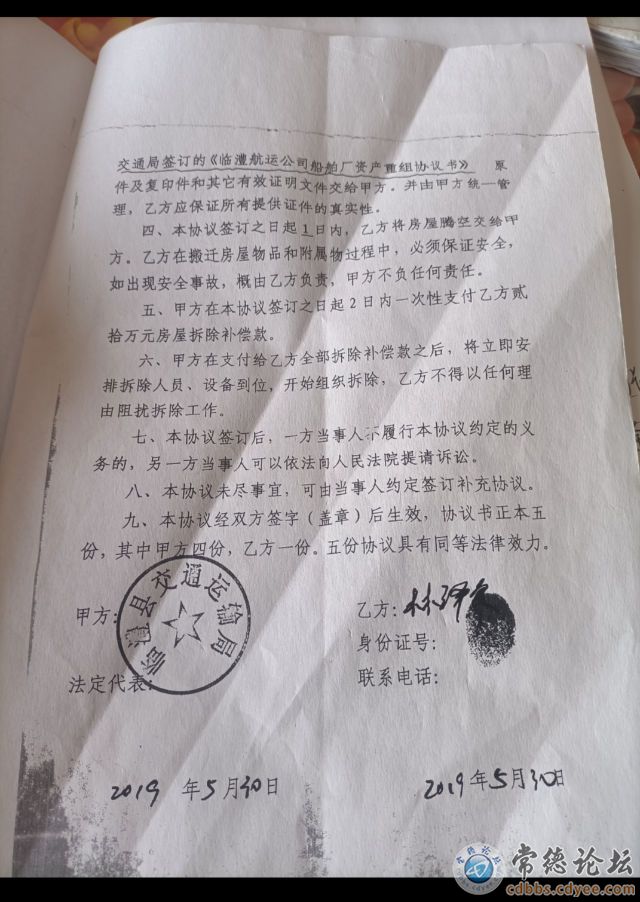 交通局签订的《临澧航运公司船舶厂资产重组协议书》 原
件及复印件和其它有效证明文件交给甲方。并由甲方统一管
理，乙方应保证所有提供证件的真实性。
四、本协议签订之日起1日内，乙方将房屋腾空交给甲
方。乙方在搬迁房屋物品和附属物过程中，必须保证安全，
如出现安全事故，概由乙方负责，甲方不负任何责任。
五、甲方在本协议签订之日起2日内一次性支付乙方贰
拾万元房屋拆除补偿款。
六、甲方在支付给乙方全部拆除补偿款之后，将立即安
排拆除人员、设备到位，开始组织拆除，乙方不得以任何理
由阻扰拆除工作。
七、本协议签订后，一方当事人不履行本协议约定的义
务的，另一方当事人可以依法向人民法院提请诉讼。
八、本协议未尽事宜，可由当事人约定签订补充协议。
九、本协议经双方签字（盖章）后生效，协议书正本五
份，其中甲方四份，乙方一份。五份协议具有同等法律效力。
甲方：
临澧县交通运输局
法定代表：
乙方：林泽
身份证号：
联系电话：
2019 年5月30日
2019年5月30日
常德论坛
cdbbs.cdyee.com